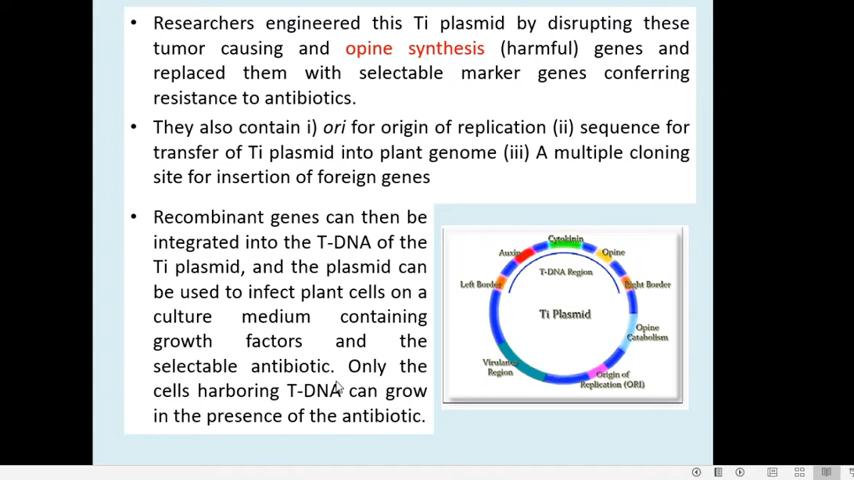 • Researchers engineered this Ti plasmid by disrupting these
tumor causing and opine synthesis (harmful) genes and
replaced them with selectable marker genes conferring
resistance to antibiotics.
• They also contain i) ori for origin of replication (ii) sequence for
transfer of Ti plasmid into plant genome (iii) A multiple cloning
site for insertion of foreign genes
• Recombinant genes can then be
integrated into the T-DNA of the
Ti plasmid, and the plasmid can
be used to infect plant cells on a
culture medium containing
growth factors and the
selectable antibiotic. Only the
cells harboring T-DNA can grow
in the presence of the antibiotic.
Cytokinin
Auxin
Opine
T-DNA Region
Left Border
Right Border
Ti Plasmid
Opine
Catabolism
Virulance
Region
Origin of
Replication (ORI)